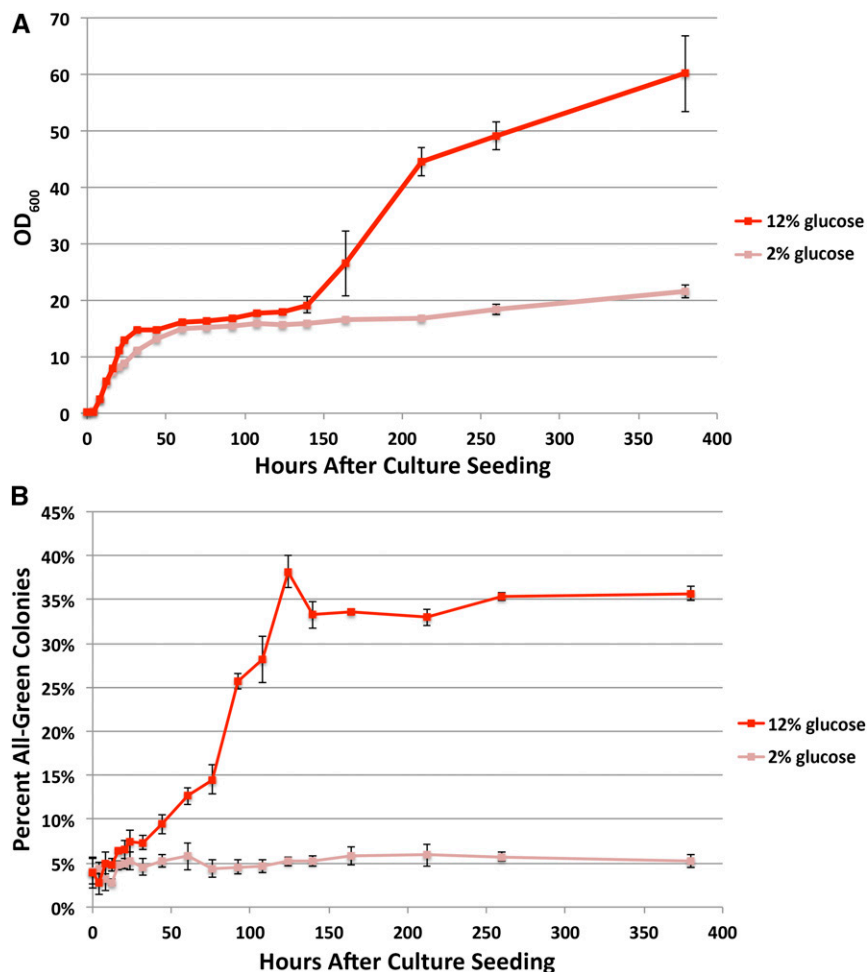 A
70
60
50
40
30
20
10
0
OD600
0 50 100 150 200 250 300 350 400
Hours After Culture Seeding
12% glucose
2% glucose
B
45%
40%
35%
30%
25%
20%
15%
10%
5%
0%
Percent All-Green Colonies
0 50 100 150 200 250 300 350 400
Hours After Culture Seeding
12% glucose
2% glucose